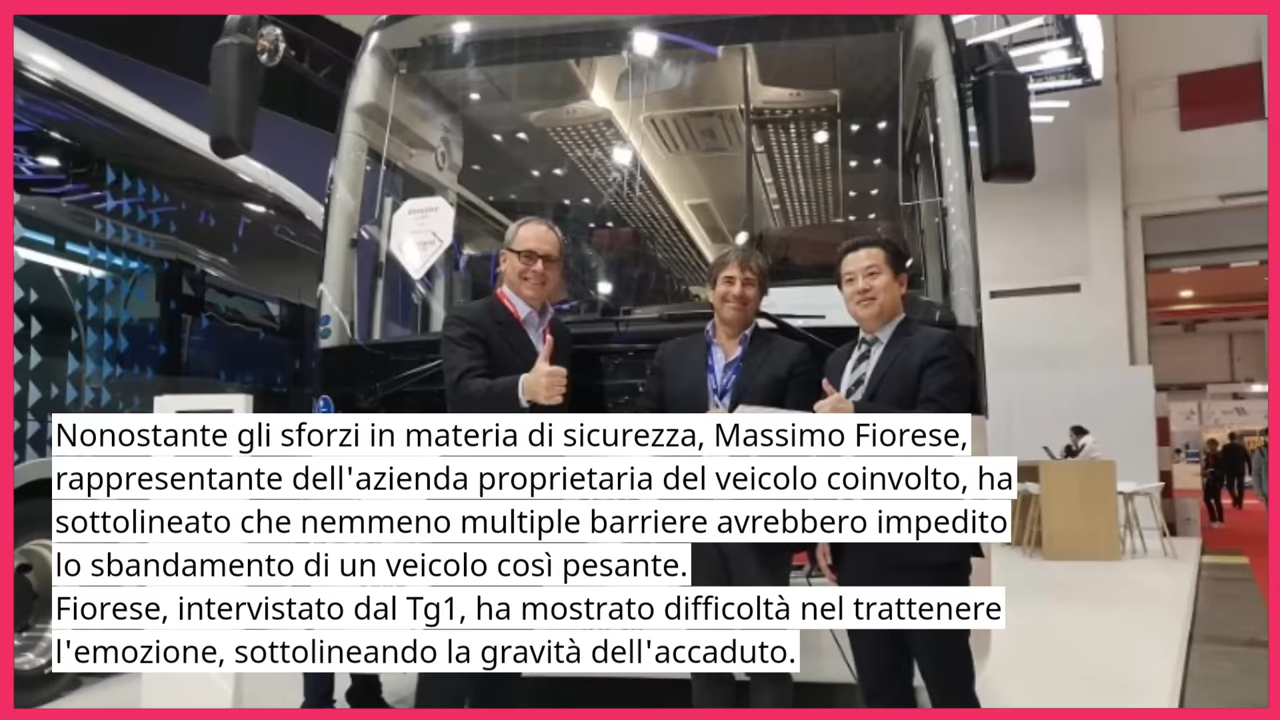 Nonostante gli sforzi in materia di sicurezza, Massimo Fiorese,
rappresentante dell'azienda proprietaria del veicolo coinvolto, ha
sottolineato che nemmeno multiple barriere avrebbero impedito
lo sbandamento di un veicolo così pesante.
Fiorese, intervistato dal Tg1, ha mostrato difficoltà nel trattenere
l'emozione, sottolineando la gravità dell'accaduto.